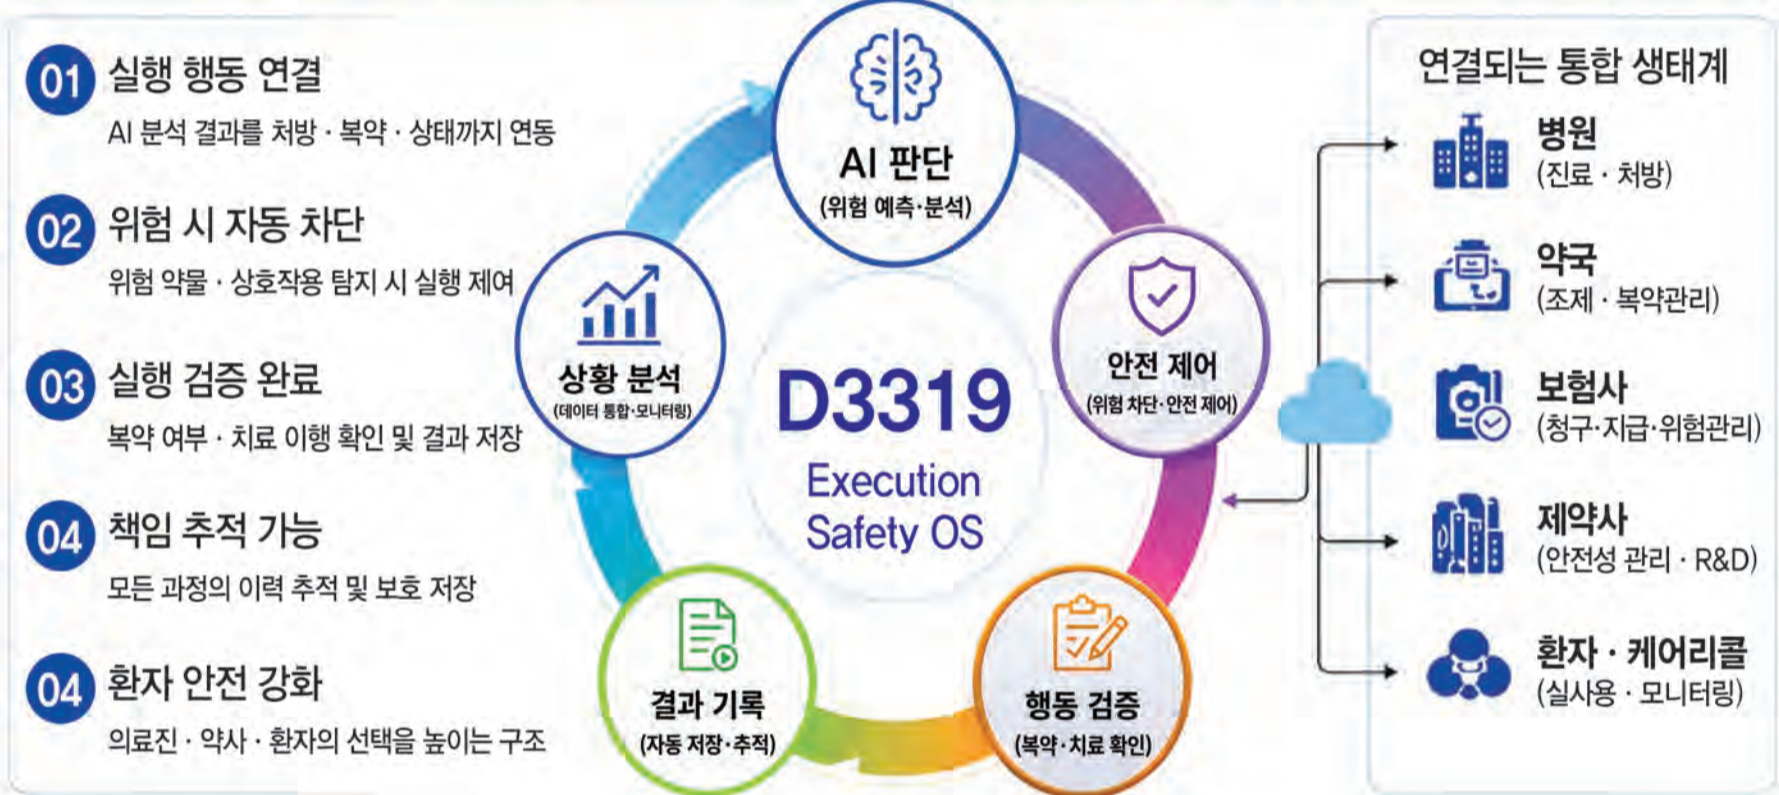 01 실행 행동 연결
AI 분석 결과를 처방 · 복약 · 상태까지 연동
02 위험 시 자동 차단
위험 약물 · 상호작용 탐지 시 실행 제여
03 실행 검증 완료
복약 여부 · 치료 이행 확인 및 결과 저장
04 책임 추적 가능
모든 과정의 이력 추적 및 보호 저장
04 환자 안전 강화
의료진 · 약사 · 환자의 선택을 높이는 구조
AI 판단
(위험 예측·분석)
안전 제어
(위험 차단·안전 제어)
행동 검증
(복약·치료 확인)
결과 기록
(자동 저장·추적)
상황 분석
(데이터 통합·모니터링)
D3319
Execution
Safety OS
연결되는 통합 생태계
병원
(진료 · 처방)
약국
(조제 · 복약관리)
보험사
(청구·지급·위험관리)
제약사
(안전성 관리 · R&D)
환자 · 케어리콜
(실사용 · 모니터링)